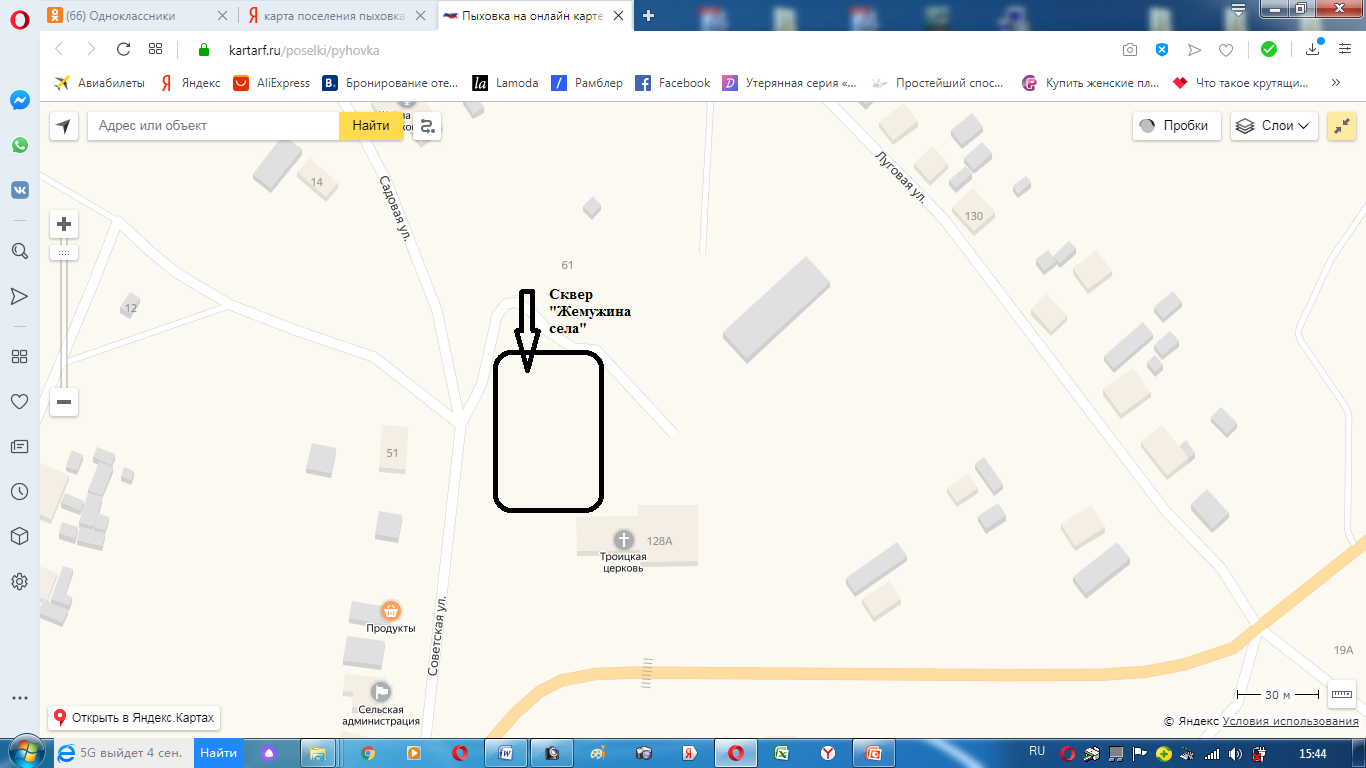 (66) Одноклассники
карта поселения пыховка
Пыховка на онлайн карте
kartarf.ru/poselki/pyhovka
Авиабилеты
Яндекс
AliExpress
Бронирование оте...
Lamoda
Рамблер
Facebook
Утерянная серия «...
Простейший спос...
Купить женские пл...
Что такое крутящи...
Адрес или объект
Найти
Пробки
Слои
14
Садовая ул.
Луговая ул.
130
61
12
Сквер
"Жемужина
села"
51
128А
Троицкая
церковь
Продукты
Советская ул.
Сельская
администрация
19А
30 м
Открыть в Яндекс.Картах
© Яндекс Условия использования
5G выйдет 4 сен.
Найти
RU
15:44